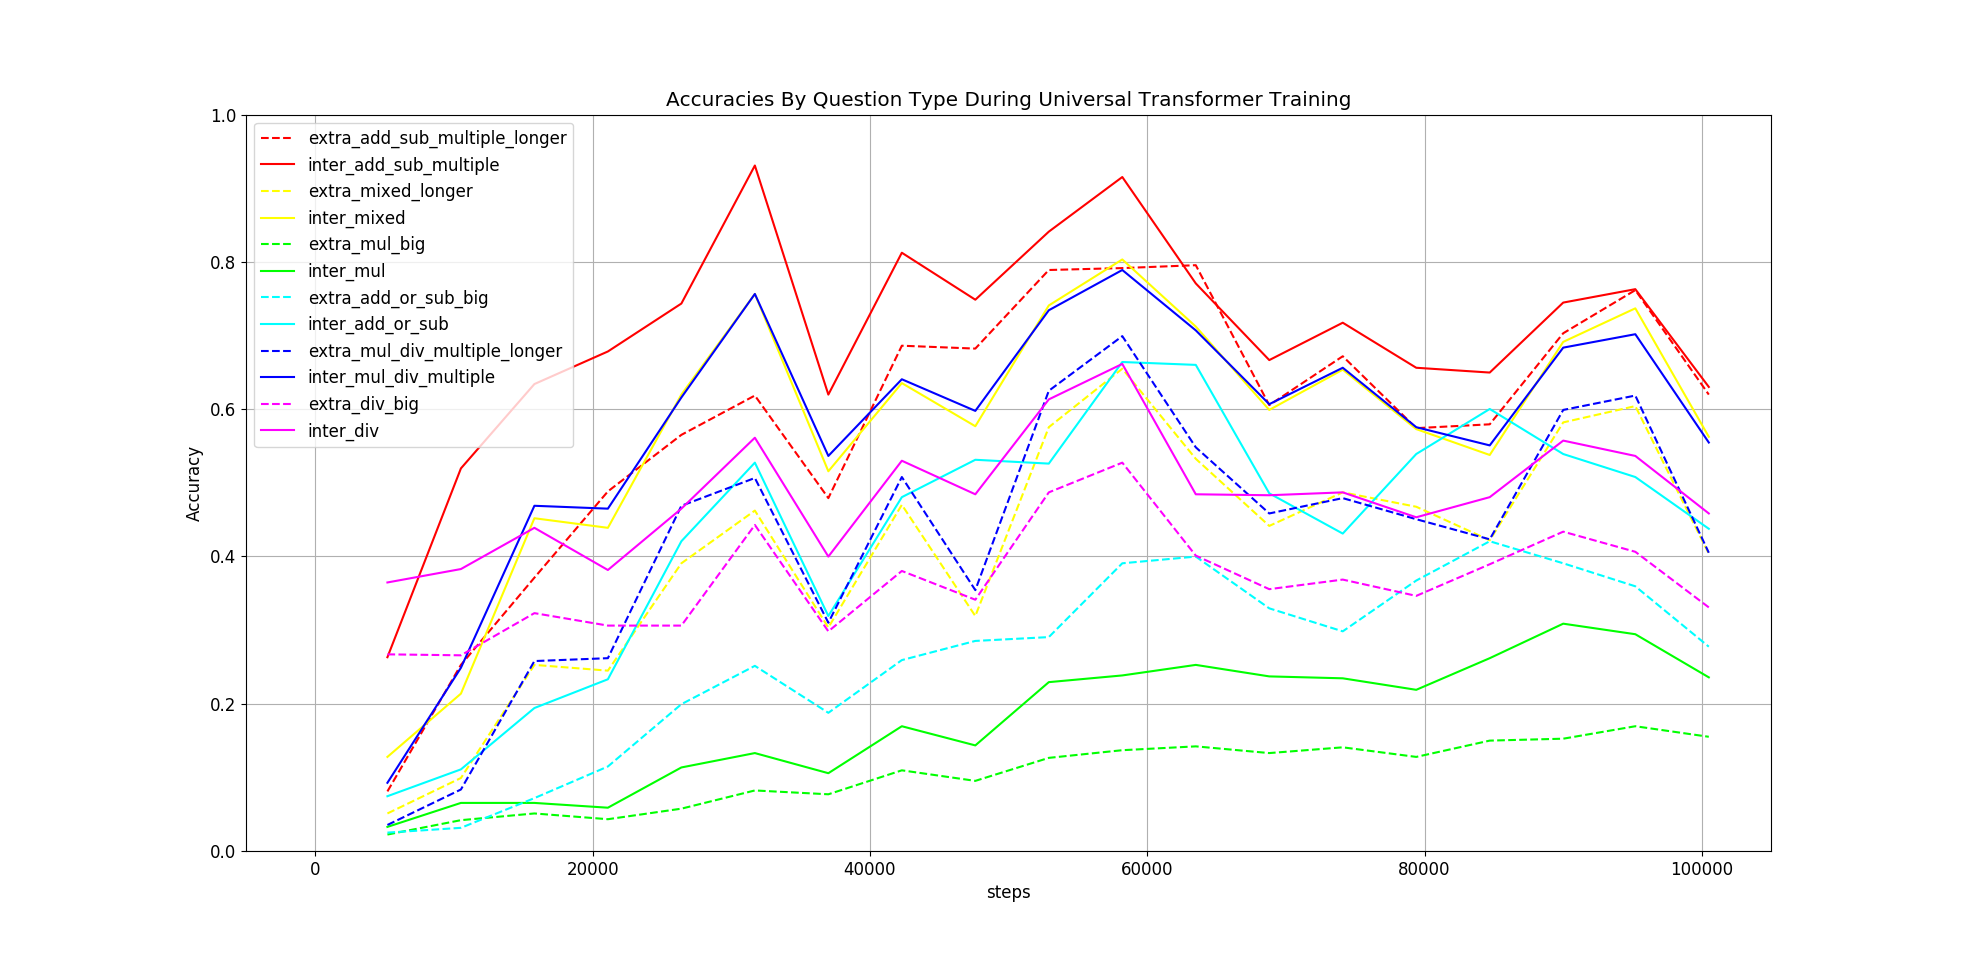 Accuracies By Question Type During Universal Transformer Training
1.0
0.8
0.6
0.4
0.2
0.0
Accuracy
extra_add_sub_multiple_longer
inter_add_sub_multiple
extra_mixed_longer
inter_mixed
extra_mul_big
inter_mul
extra_add_or_sub_big
inter_add_or_sub
extra_mul_div_multiple_longer
inter_mul_div_multiple
extra_div_big
inter_div
0 20000 40000 60000 80000 100000
steps